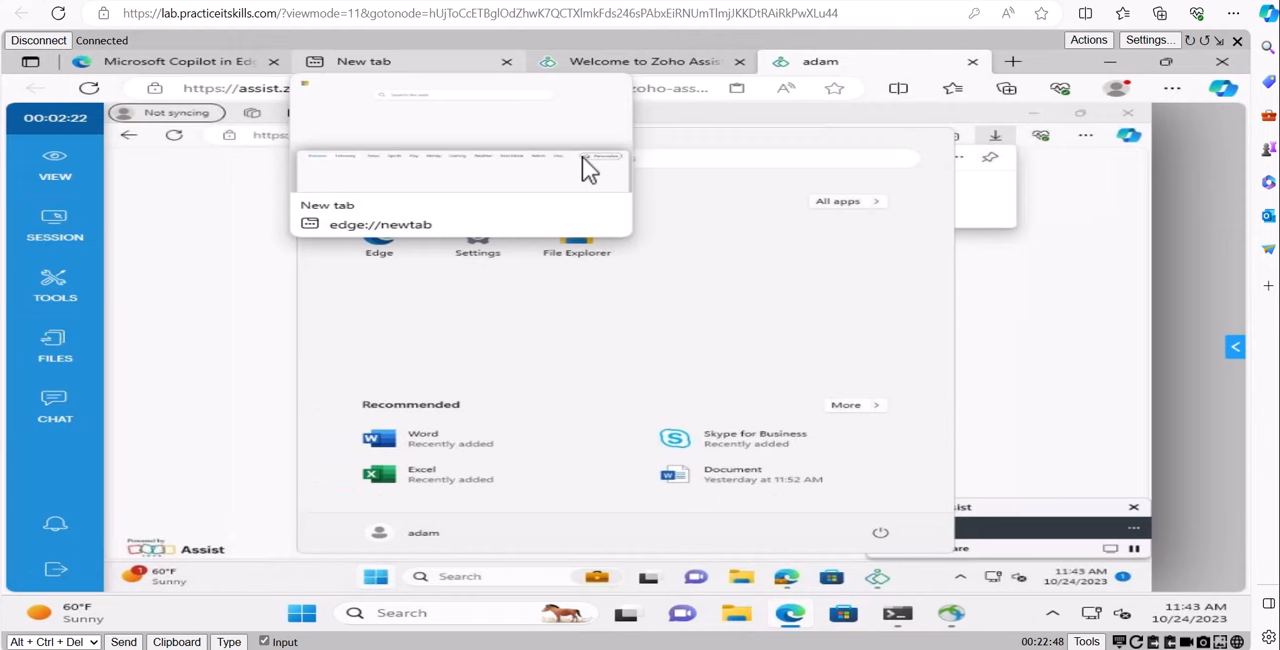 https://lab.practiceitskills.com/?viewmode=11&gotonode=hUjToCcETBglOdZhwK7QCTXlmkFds246sPAbxEiRNUmTlmjJKKDtRAiRkPwXLu44
Disconnect Connected Actions Settings...
Microsoft Copilot in Ed New tab Welcome to Zoho Assi adam
https://assist.z zoho-ass...
00:02:22 Not syncing
https:
VIEW
SESSION
TOOLS
FILES
CHAT
New tab
edge://newtab
All apps
Edge Settings File Explorer
Recommended More
Word
Recently added
Skype for Business
Recently added
Excel
Recently added
Document
Yesterday at 11:52 AM
adam
Powered by
Assist
60°F
Sunny
Search
11:43 AM
10/24/2023
60°F
Sunny
Search
11:43 AM
10/24/2023
Alt + Ctrl + Del Send Clipboard Type Input 00:22:48 Tools